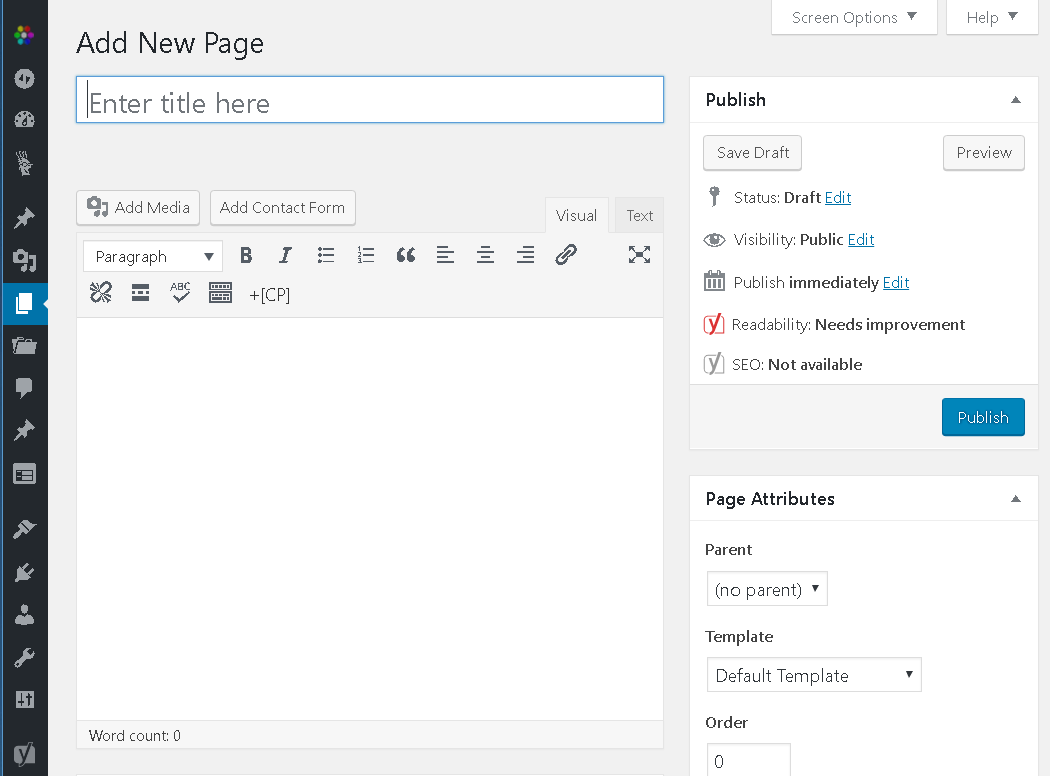 Screen Options
Help
Add New Page
Enter title here
Add Media
Add Contact Form
Visual
Text
Paragraph
B I
ABC
+[CP]
Word count: 0
Publish
Save Draft
Preview
Status: Draft Edit
Visibility: Public Edit
Publish immediately Edit
Readability: Needs improvement
SEO: Not available
Publish
Page Attributes
Parent
(no parent)
Template
Default Template
Order
0